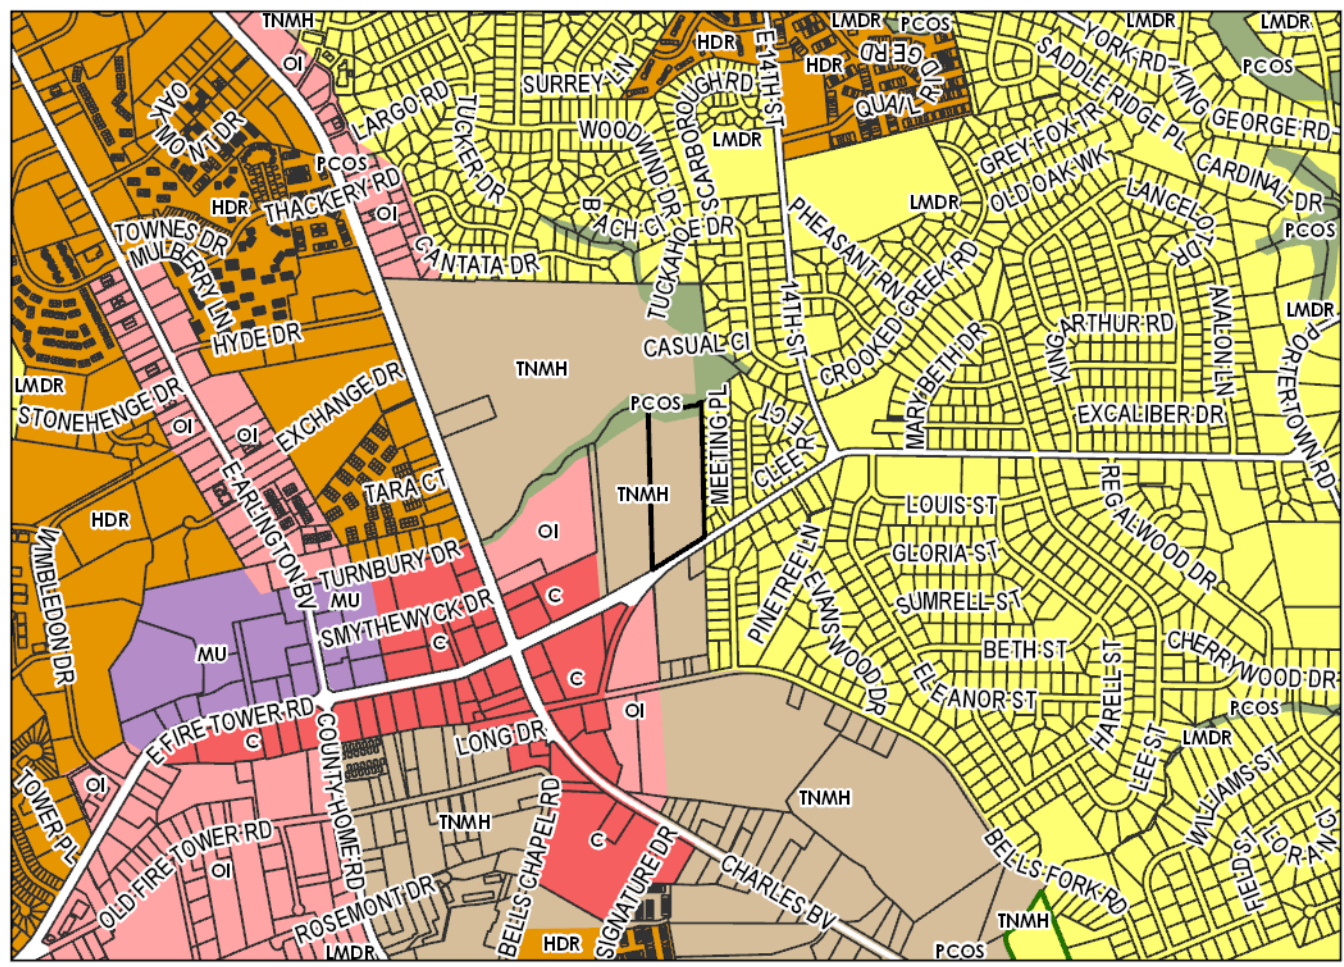 TNMH
LMDR
PCOS
LMDR
LMDR
HDR
YORK RD
OI
SURREY LN
E 14TH ST
HDR
SADDLE RIDGE PL
PCOS
OAKMONT DR
LARGO RD
TUCKER DR
WOODWIND DR
SCARBOROUGH RD
QUAIL RIDGE RD
KING GEORGE RD
LMDR
GREY FOX TR
PCOS
THACKERY RD
HDR
OI
BACH CI
OLD OAK WK
CARDINAL DR
LANCELOT DR
LMDR
TOWNES DR
MULBERRY LN
CANTATA DR
TUCKAHOE DR
PHEASANT RN
PCOS
HYDE DR
14TH ST
CROOKED CREEK RD
AVALON LN
LMDR
CASUAL CI
KING ARTHUR RD
PORTERTOWN RD
LMDR
STONEHENGE DR
TNMH
MARY BETH DR
EXCHANGE DR
PCOS
MEETING PL
CLEERE CT
EXCALIBER DR
OI
OI
E ARLINGTON BV
TARA CT
TNMH
REGALWOOD DR
HDR
LOUIS ST
WIMBLEDON DR
OI
PINETREE LN
GLORIA ST
TURNBURY DR
MU
SMYTHEWYCK DR
C
EVANSWOOD DR
SUMRELL ST
MU
C
BETH ST
CHERRYWOOD DR
C
ELEANOR ST
HARELL ST
E FIRE TOWER RD
C
COUNTY HOME RD
LONG DR
OI
PCOS
LMDR
TOWER PL
OI
LEE ST
WILLIAMS ST
TNMH
TNMH
OLD FIRE TOWER RD
OI
BELLS CHAPEL RD
C
SIGNATURE DR
CHARLES BV
BELLS FORK RD
FIELD ST
LORAN CI
ROSEMONT DR
TNMH
LMDR
HDR
PCOS